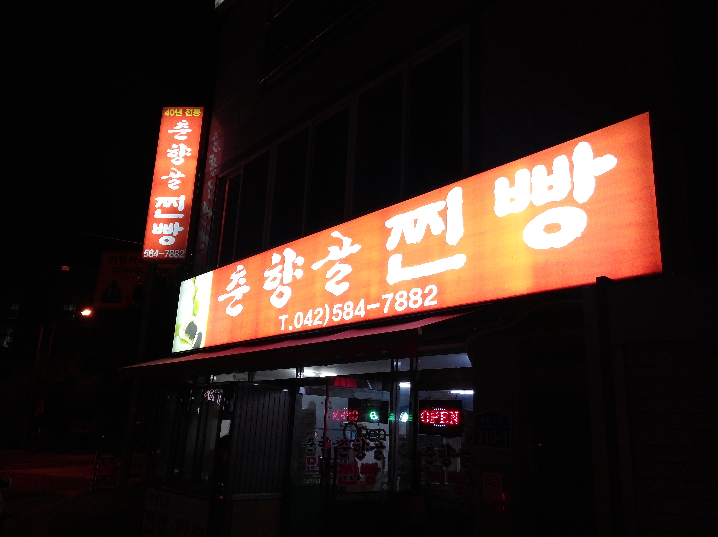 40년 전통
춘향골
찐빵
584-7882
춘향골 찐빵
T.042)584-7882
OPEN